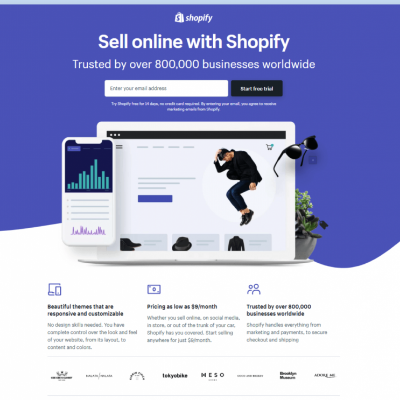 shopify
Sell online with Shopify
Trusted by over 800,000 businesses worldwide
Enter your email address
Start free trial
Try Shopify free for 14 days, no credit card required. By entering your email, you agree to receive
marketing emails from Shopify.
Beautiful themes that are
responsive and customizable
No design skills needed. You have
complete control over the look and feel
of your website, from its layout, to
content and colors.
Pricing as low as $9/month
Whether you sell online, on social media,
in store, or out of the trunk of your car,
Shopify has you covered. Start selling
anywhere for just $9/month.
Trusted by over 800,000
businesses worldwide
Shopify handles everything from
marketing and payments, to secure
checkout and shipping
tokyobike
MESO
Brooklyn
Museum